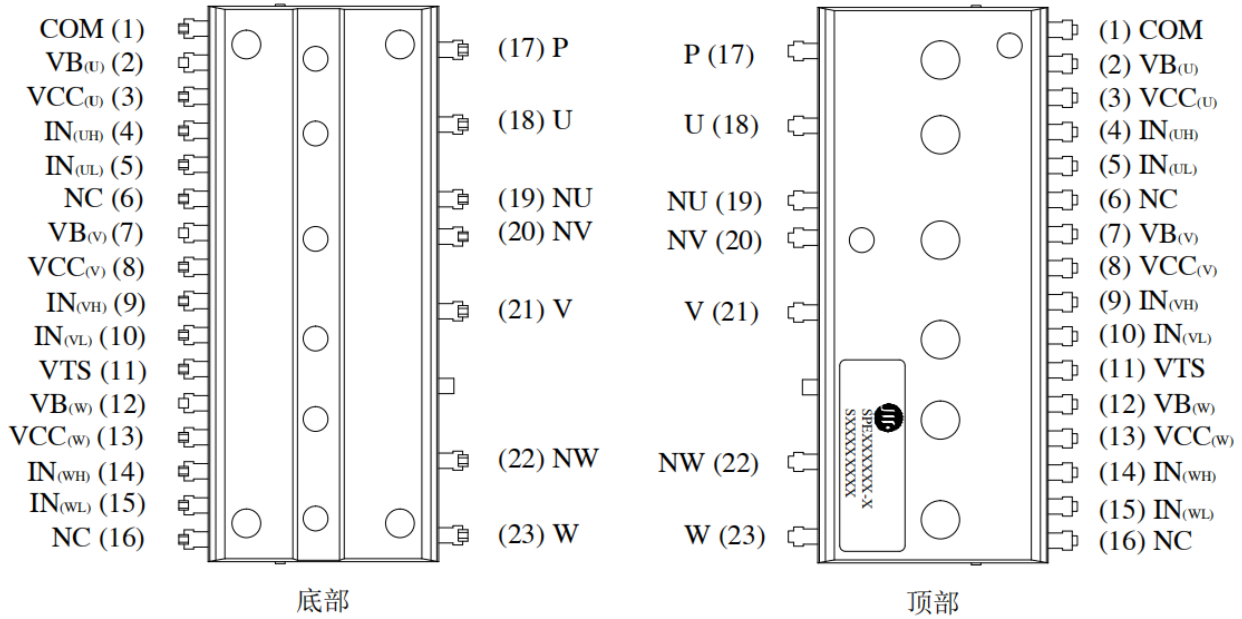 COM (1)
VB(U) (2)
VCC(U) (3)
IN(UH) (4)
IN(UL) (5)
NC (6)
VB(V) (7)
VCC(V) (8)
IN(VH) (9)
IN(VL) (10)
VTS (11)
VB(W) (12)
VCC(W) (13)
IN(WH) (14)
IN(WL) (15)
NC (16)
(17) P
(18) U
(19) NU
(20) NV
(21) V
(22) NW
(23) W
底部
P (17)
U (18)
NU (19)
NV (20)
V (21)
NW (22)
W (23)
SPEXXXXXX-X
SXXXXXXXX
(1) COM
(2) VB(U)
(3) VCC(U)
(4) IN(UH)
(5) IN(UL)
(6) NC
(7) VB(V)
(8) VCC(V)
(9) IN(VH)
(10) IN(VL)
(11) VTS
(12) VB(W)
(13) VCC(W)
(14) IN(WH)
(15) IN(WL)
(16) NC
顶部